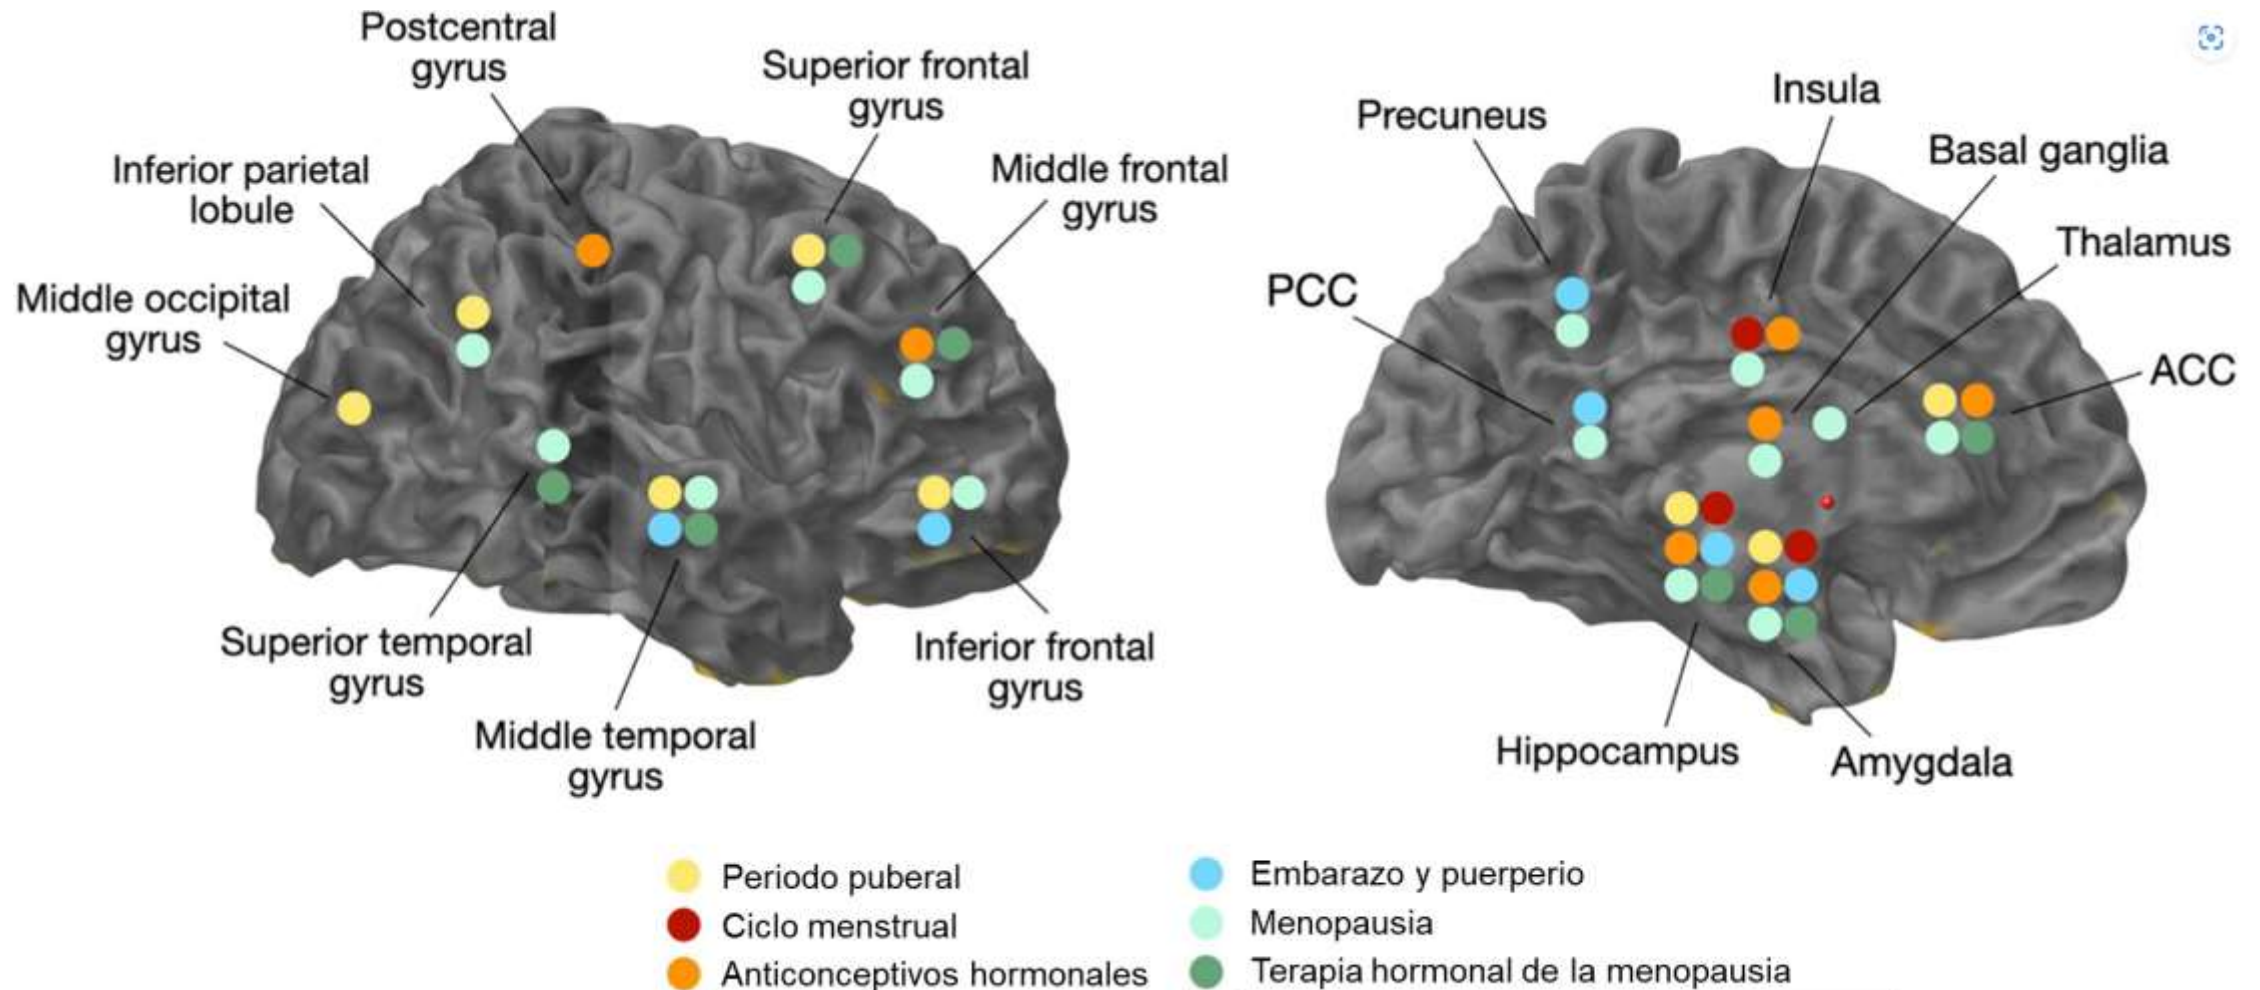 Postcentral
gyrus
Superior frontal
gyrus
Inferior parietal
lobule
Middle frontal
gyrus
Middle occipital
gyrus
Superior temporal
gyrus
Middle temporal
gyrus
Inferior frontal
gyrus
Precuneus
Insula
Basal ganglia
Thalamus
PCC
ACC
Hippocampus
Amygdala
Periodo puberal
Ciclo menstrual
Anticonceptivos hormonales
Embarazo y puerperio
Menopausia
Terapia hormonal de la menopausia